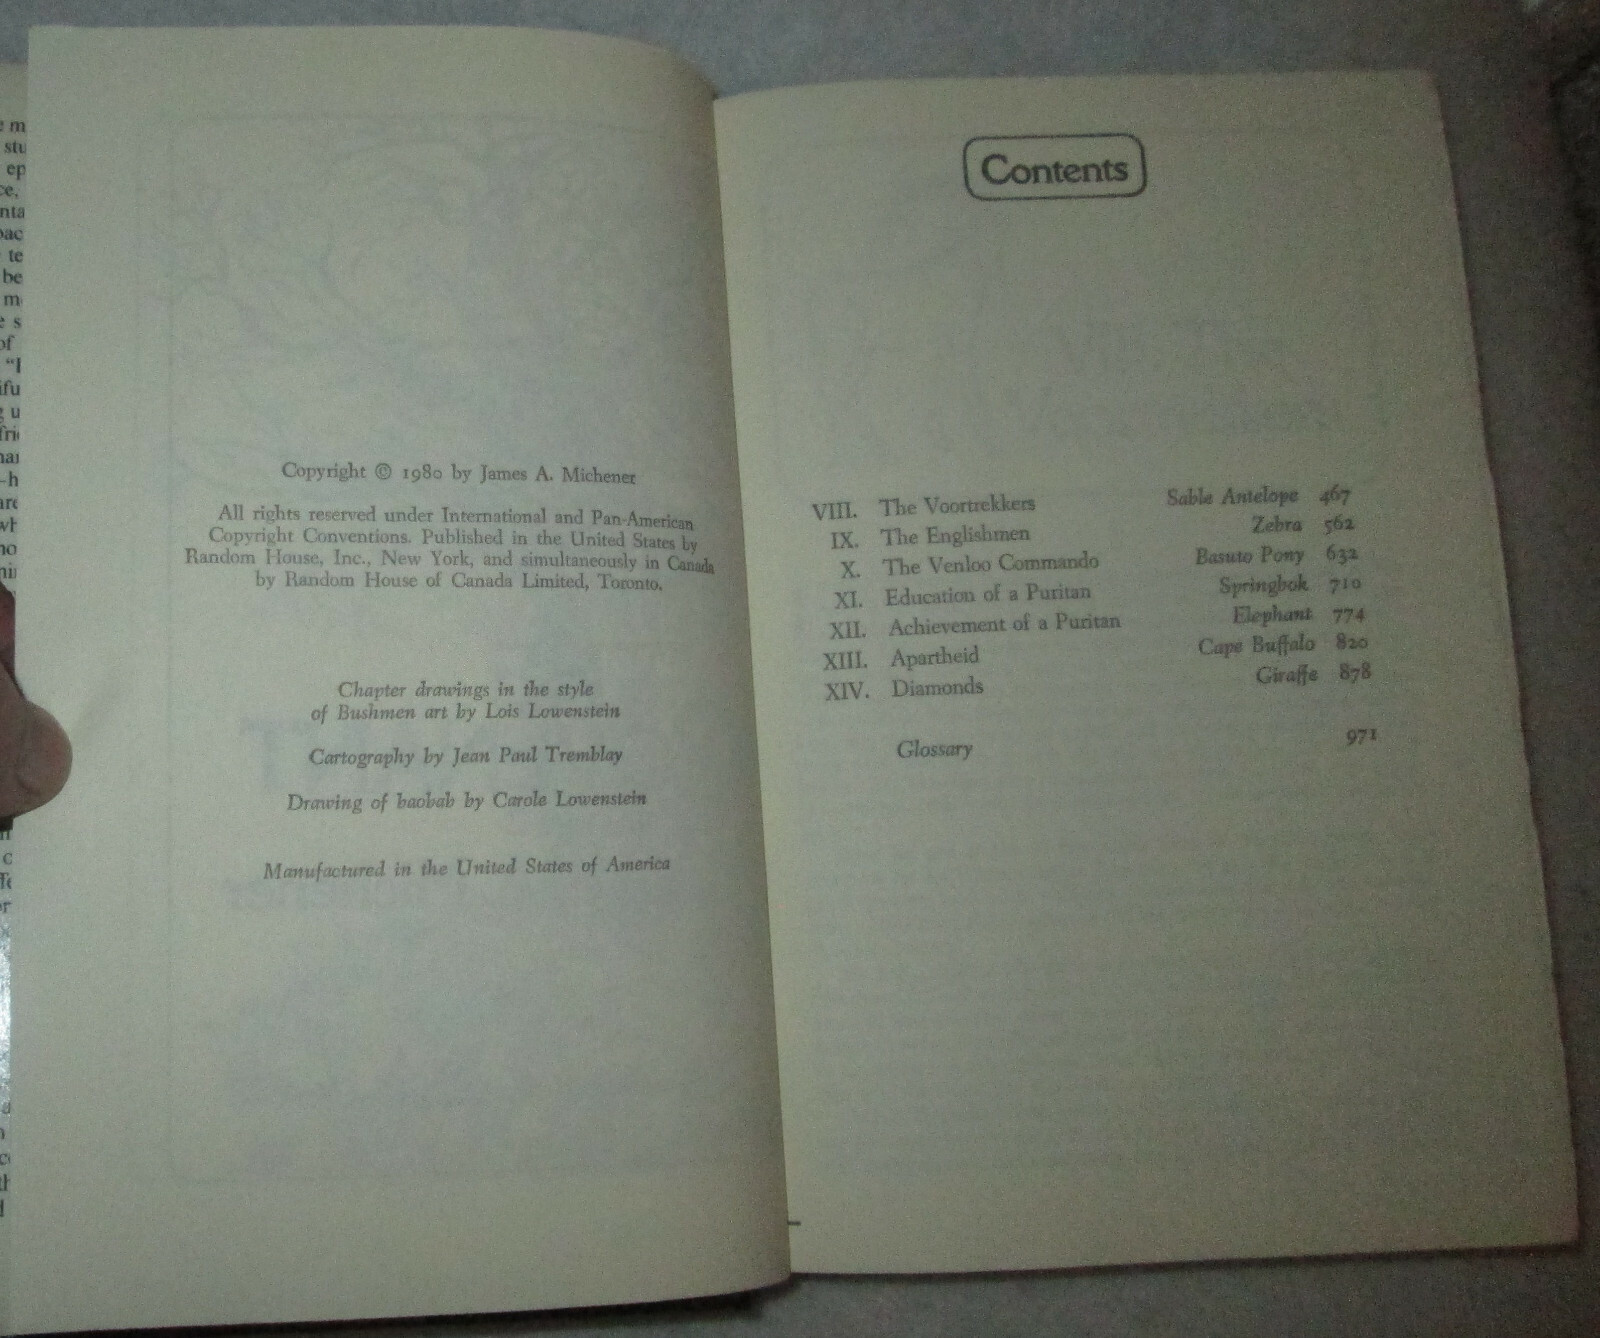 Copyright © 1980 by James A. Michener
All rights reserved under International and Pan-American
Copyright Conventions. Published in the United States by
Random House, Inc., New York, and simultaneously in Canada
by Random House of Canada Limited, Toronto.
Chapter drawings in the style
of Bushmen art by Lois Lowenstein
Cartography by Jean Paul Tremblay
Drawing of baobab by Carole Lowenstein
Manufactured in the United States of America
Contents
VIII. The Voortrekkers Sable Antelope 467
IX. The Englishmen Zebra 562
X. The Venloo Commando Basuto Pony 632
XI. Education of a Puritan Springbok 710
XII. Achievement of a Puritan Elephant 774
XIII. Apartheid Cape Buffalo 820
XIV. Diamonds Giraffe 878
Glossary 971